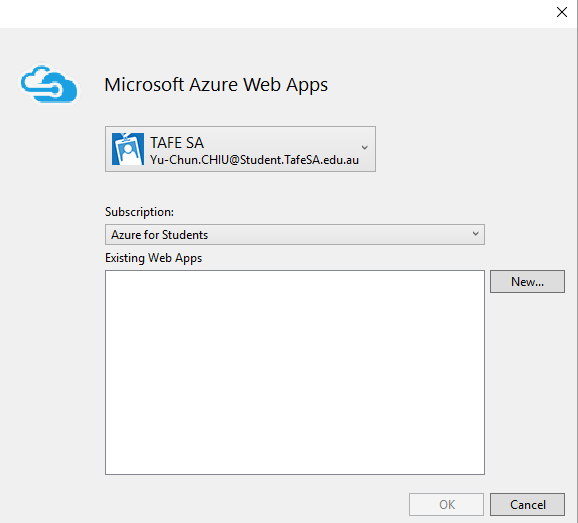 Microsoft Azure Web Apps
TAFE SA
Yu-Chun.CHIU@Student.TafeSA.edu.au
Subscription:
Azure for Students
Existing Web Apps
New...
OK
Cancel